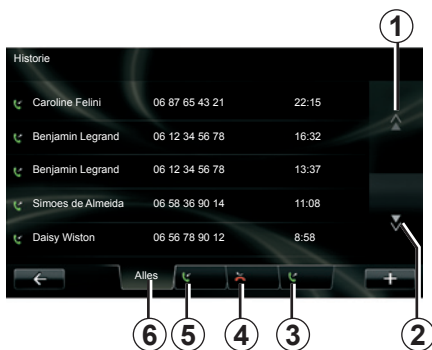 1
Historie
Caroline Felini 06 87 65 43 21 22:15
Benjamin Legrand 06 12 34 56 78 16:32
Benjamin Legrand 06 12 34 56 78 13:37
Simoes de Almeida 06 58 36 90 14 11:08
Daisy Wiston 06 56 78 90 12 8:58
Alles
6 5 4 3 2